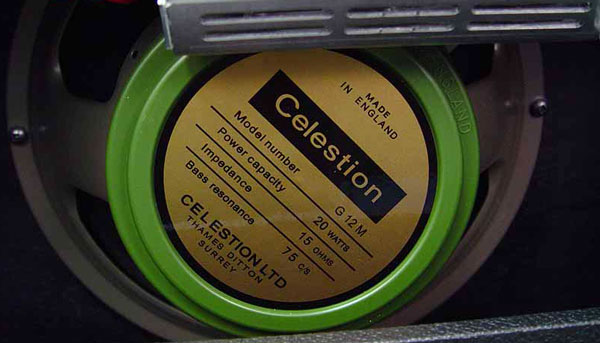 MADE
IN ENGLAND
Celestion
Model number G 12 M
Power capacity 20 WATTS
Impedance 15 OHMS
Bass resonance 75 C/S
CELESTION LTD
THAMES DITTON
SURREY
ENGLAND